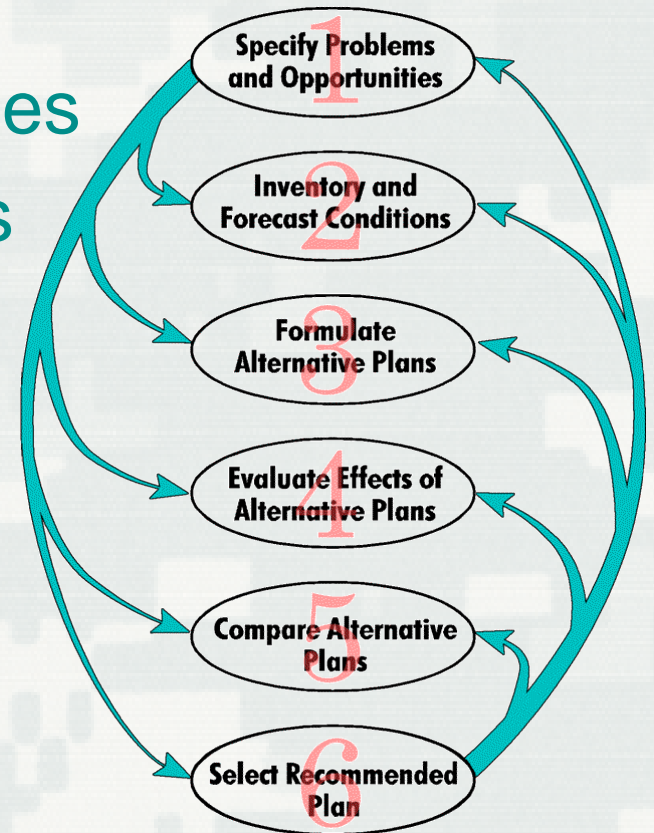 es
s
1
Specify Problems
and Opportunities
2
Inventory and
Forecast Conditions
3
Formulate
Alternative Plans
4
Evaluate Effects of
Alternative Plans
5
Compare Alternative
Plans
6
Select Recommended
Plan